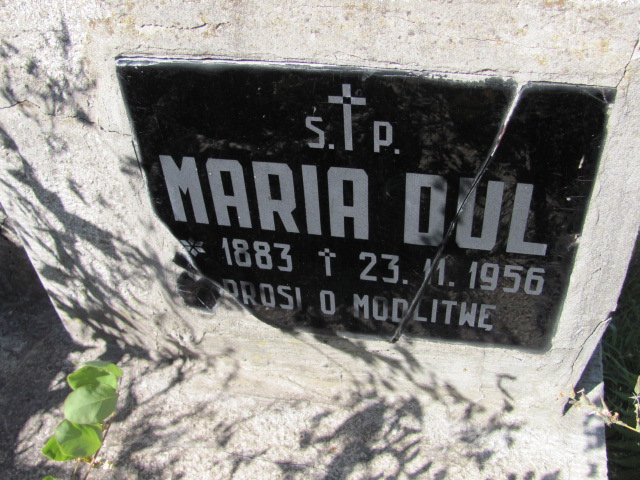 Ś. † P.
MARIA DUL
* 1883 † 23.11.1956
PROSI O MODLITWĘ